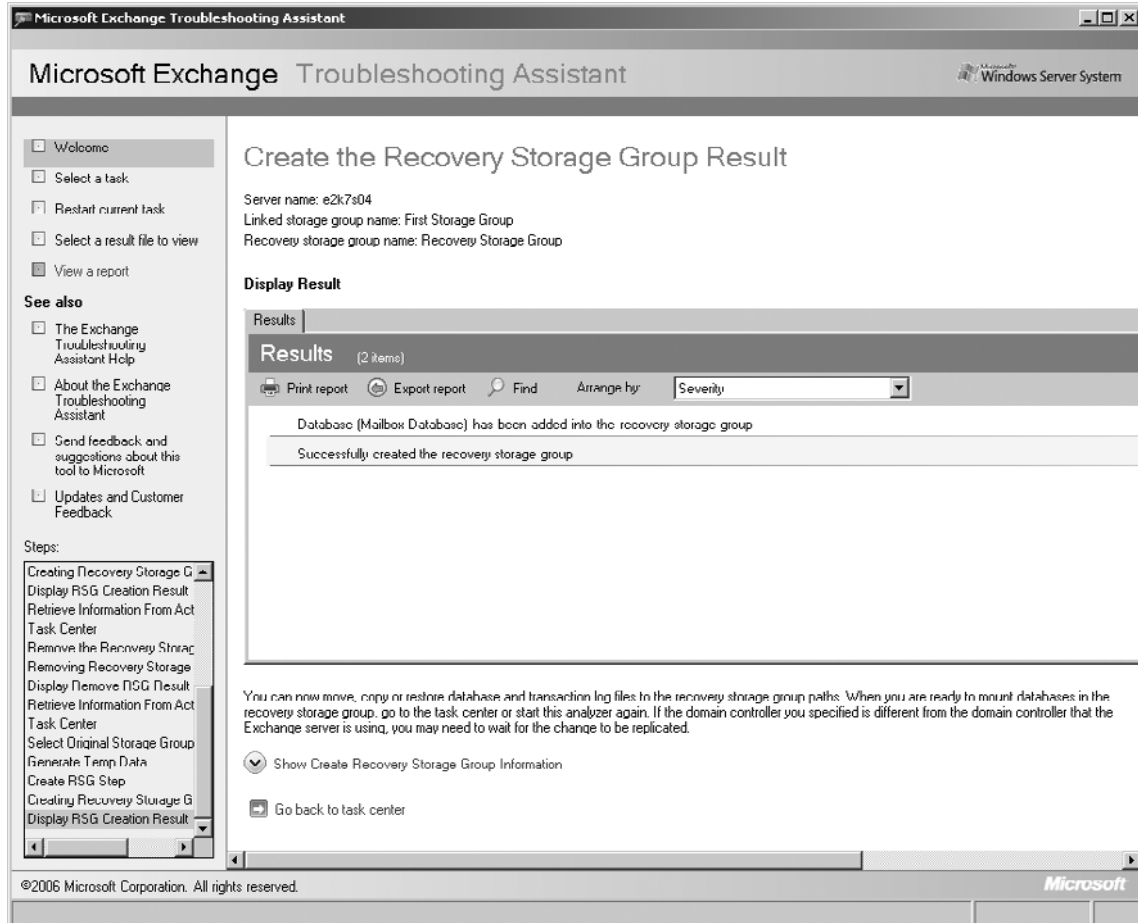 Microsoft Exchange Troubleshooting Assistant
Microsoft Exchange Troubleshooting Assistant
Microsoft
Windows Server System
Welcome
Select a task
Restart current task
Select a result file to view
View a report
See also
The Exchange
Troubleshooting
Assistant Help
About the Exchange
Troubleshooting
Assistant
Send feedback and
suggestions about this
tool to Microsoft
Updates and Customer
Feedback
Steps:
Creating Recovery Storage G
Display RSG Creation Result
Retrieve Information From Act
Task Center
Remove the Recovery Storag
Removing Recovery Storage
Display Remove RSG Result
Retrieve Information From Act
Task Center
Select Original Storage Group
Generate Temp Data
Create RSG Step
Creating Recovery Storage G
Display RSG Creation Result
Create the Recovery Storage Group Result
Server name: e2k7s04
Linked storage group name: First Storage Group
Recovery storage group name: Recovery Storage Group
Display Result
Results
Results (2 items)
Print report Export report Find Arrange by: Severity
Database (Mailbox Database) has been added into the recovery storage group
Successfully created the recovery storage group
You can now move, copy or restore database and transaction log files to the recovery storage group paths. When you are ready to mount databases in the
recovery storage group, go to the task center or start this analyzer again. If the domain controller you specified is different from the domain controller that the
Exchange server is using, you may need to wait for the change to be replicated.
Show Create Recovery Storage Group Information
Go back to task center
©2006 Microsoft Corporation. All rights reserved.
Microsoft